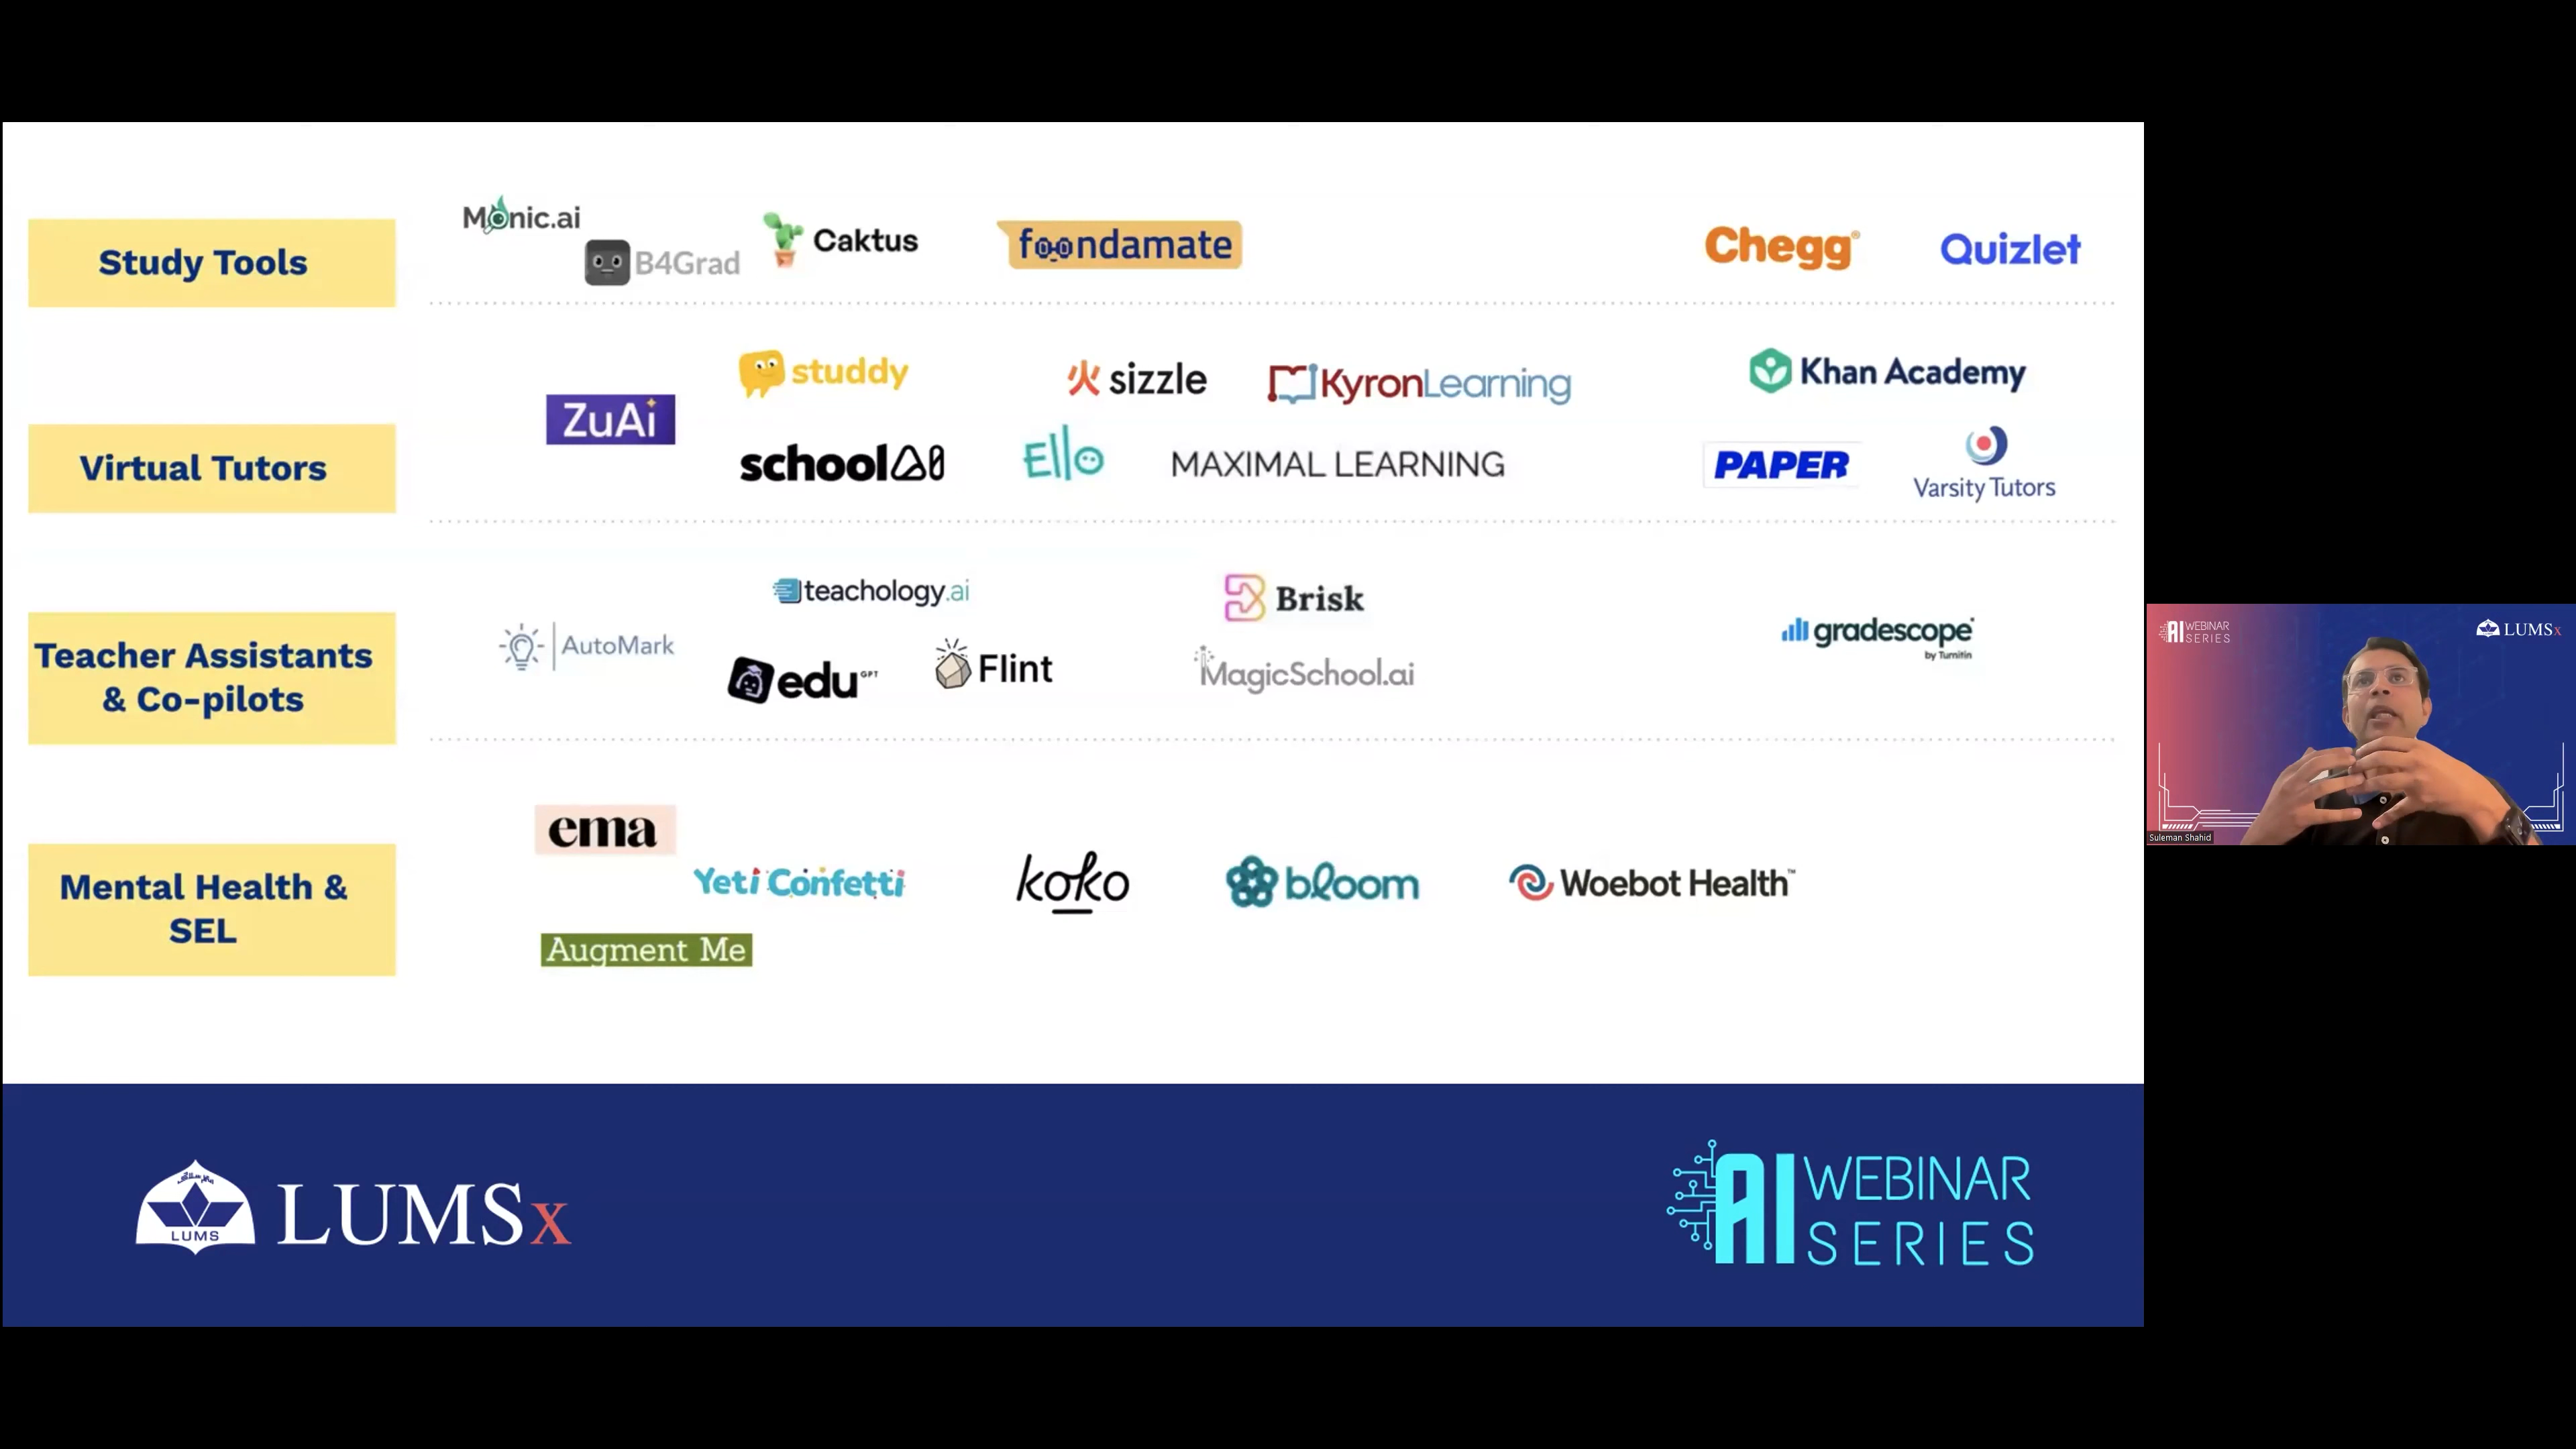 Study Tools
Monic.ai
B4Grad
Caktus
foondamate
Chegg®
Quizlet
Virtual Tutors
ZuAi
studdy
sizzle
KyronLearning
Khan Academy
schoolAI
Ello
MAXIMAL LEARNING
PAPER
Varsity Tutors
Teacher Assistants
& Co-pilots
AutoMark
teachology.ai
edu GPT
Flint
Brisk
MagicSchool.ai
gradescope
by Turnitin
Mental Health &
SEL
ema
Yeti Confetti
koko
bloom
Woebot Health™
Augment Me
LUMS
LUMSx
AI WEBINAR
SERIES
AI WEBINAR
SERIES
LUMSx
Suleman Shahid